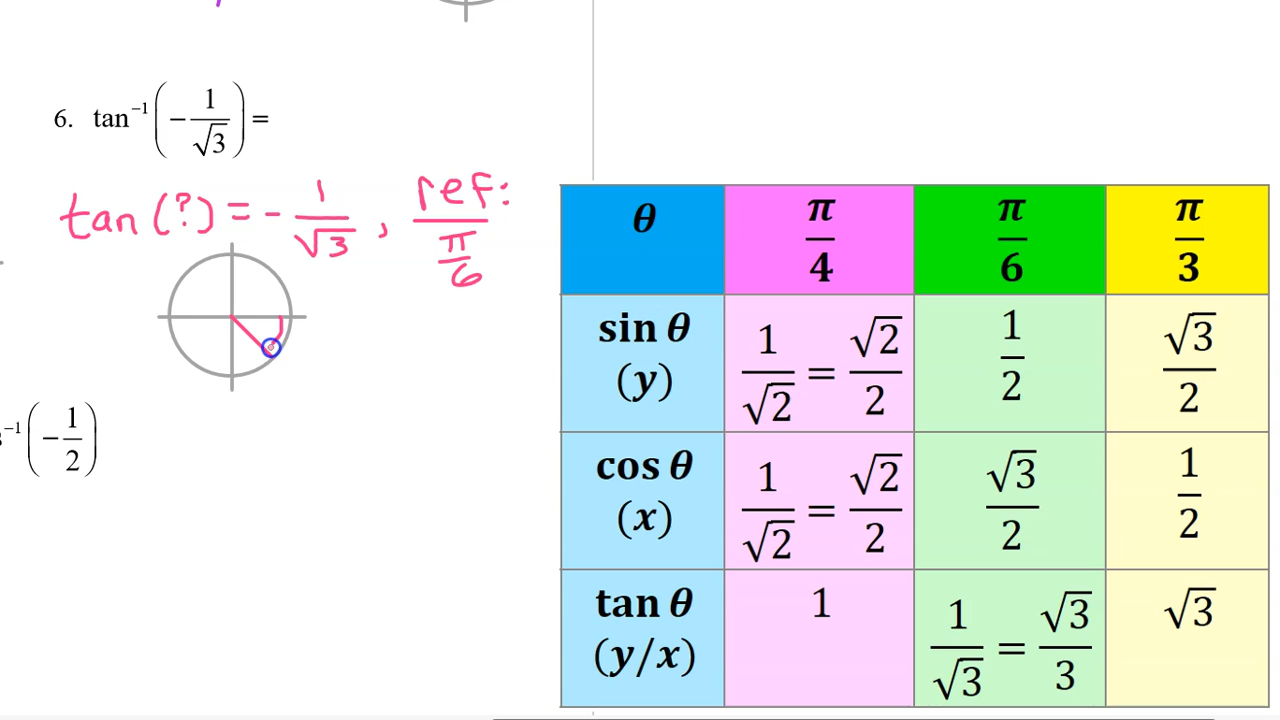 6. tan⁻¹(−1/√3) =
tan(?) = −1/√3, ref: π/6
⁻¹(−1/2)
θ π/4 π/6 π/3
sin θ (y) 1/√2 = √2/2 1/2 √3/2
cos θ (x) 1/√2 = √2/2 √3/2 1/2
tan θ (y/x) 1 1/√3 = √3/3 √3